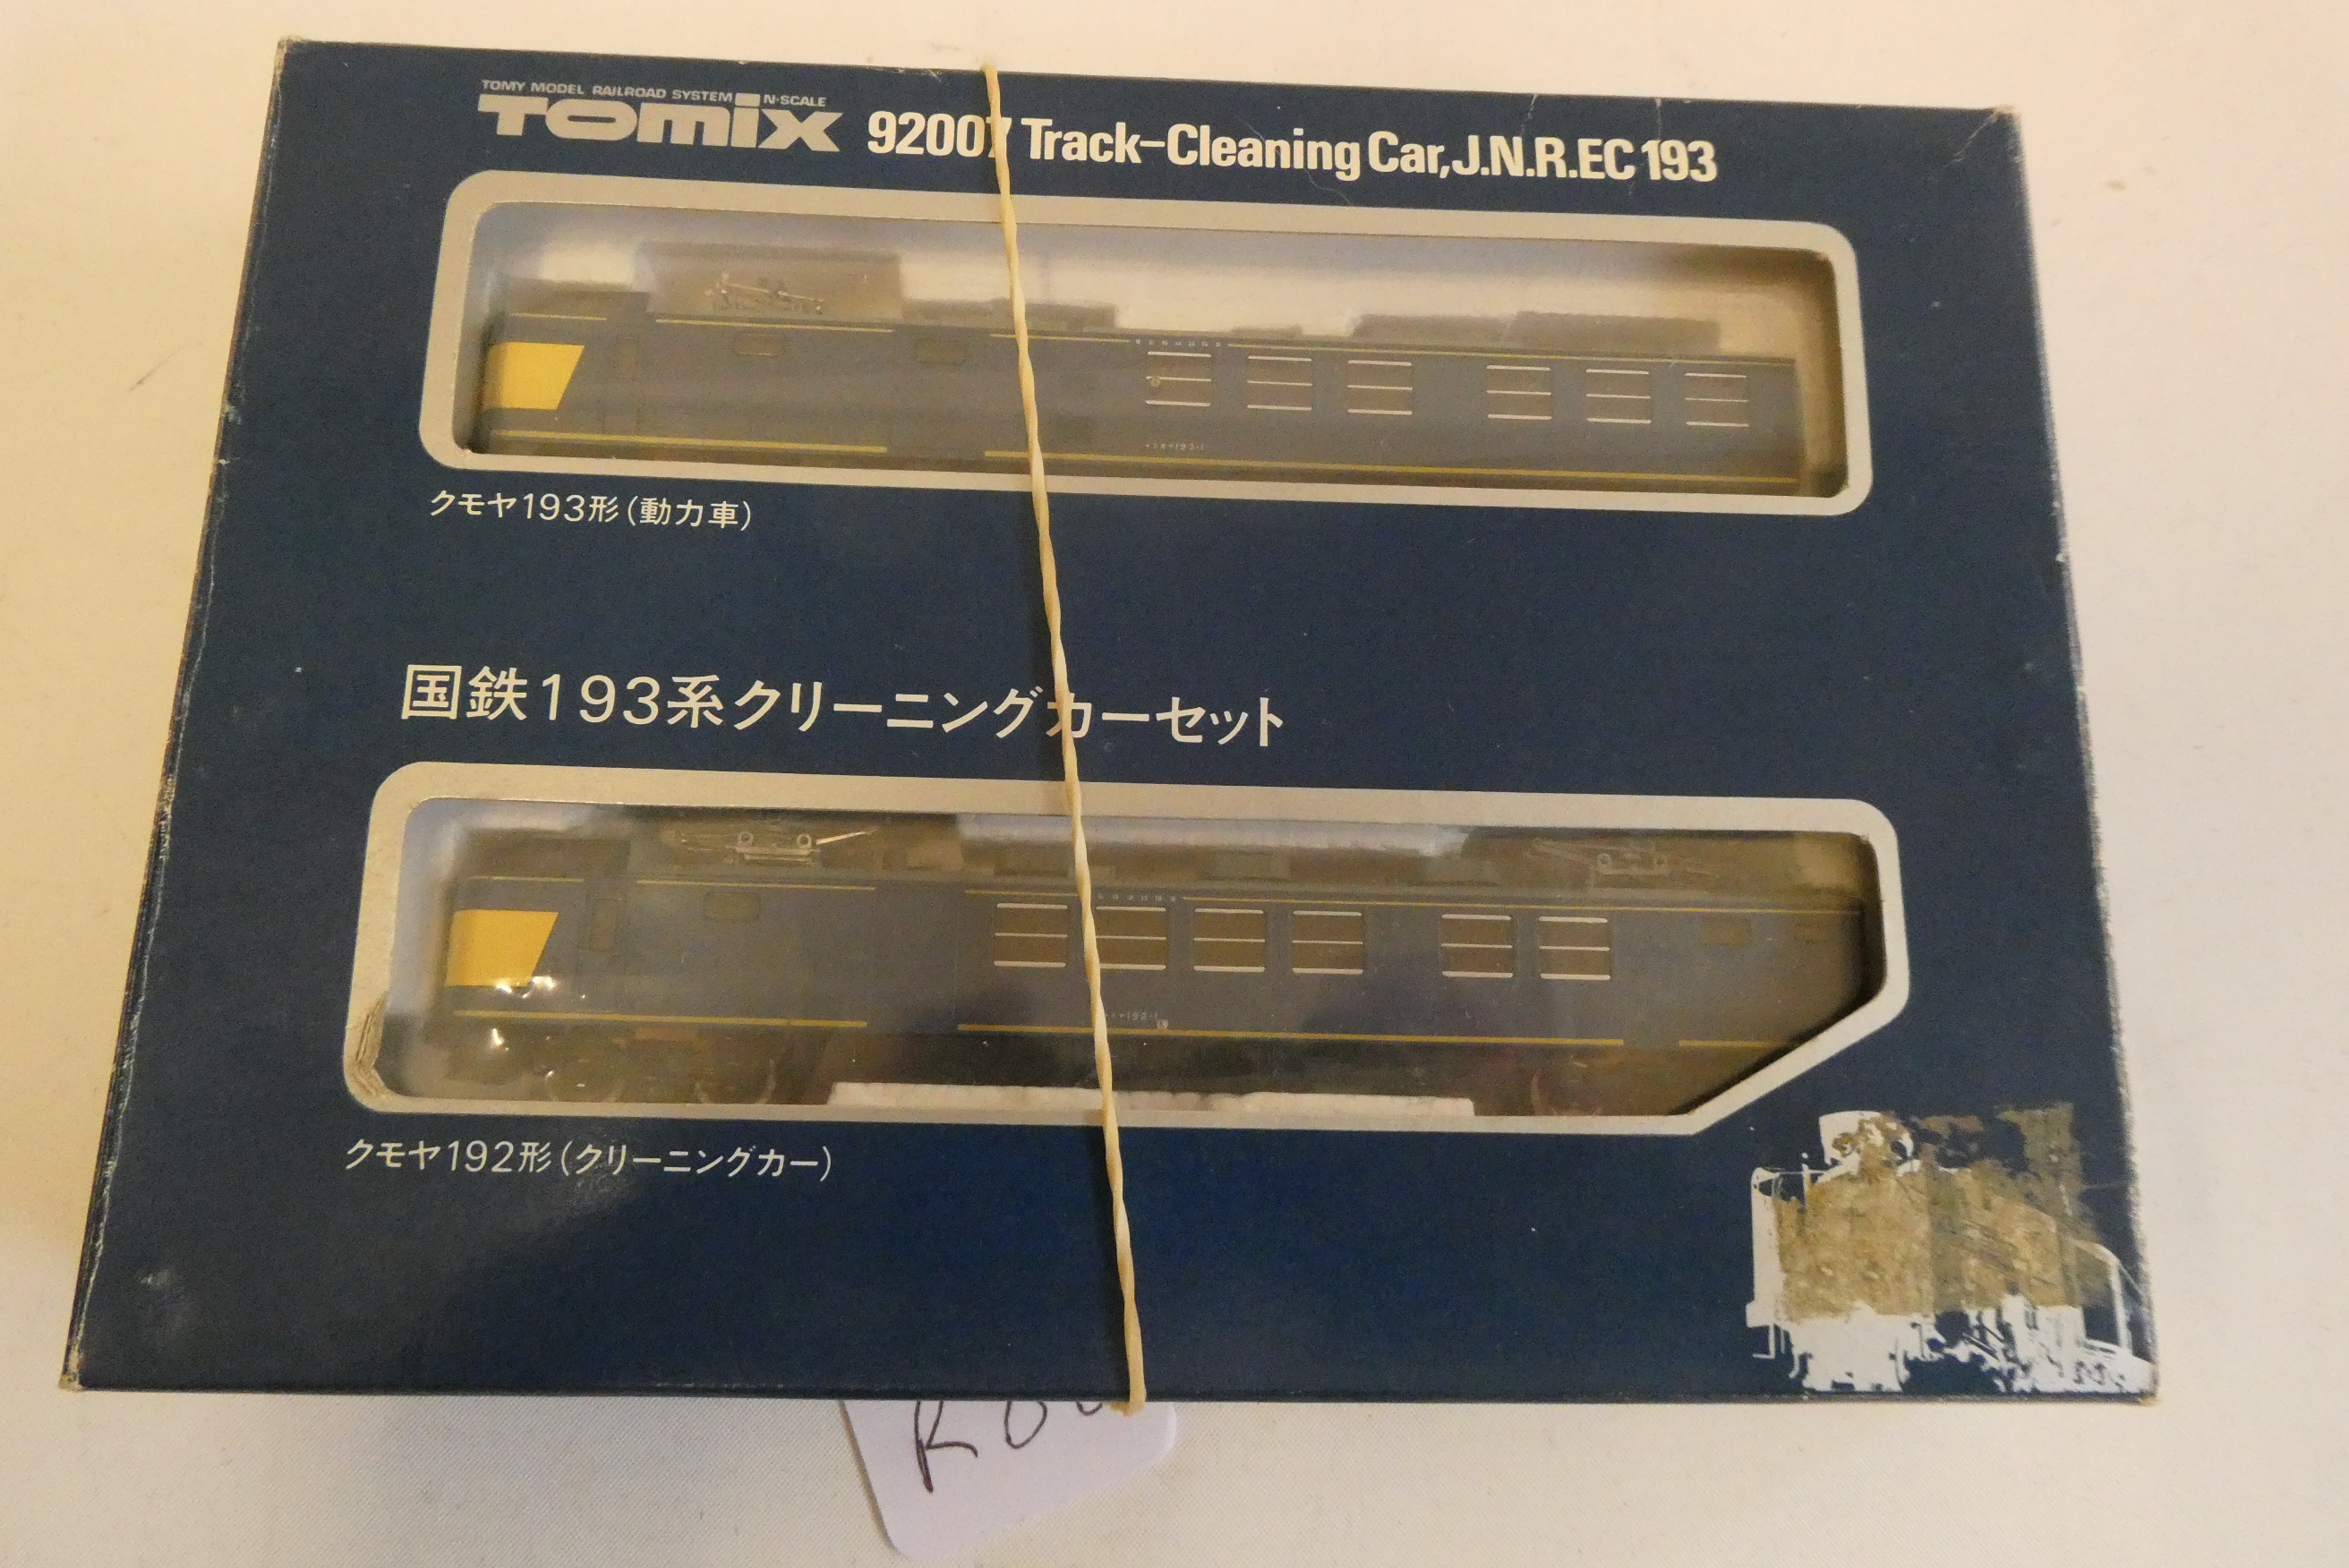 TOMY MODEL RAILROAD SYSTEM N-SCALE
TOMIX 92007 Track-Cleaning Car, J.N.R. EC 193
クモヤ193形(動力車)
国鉄193系クリーニングカーセット
クモヤ192形(クリーニングカー)